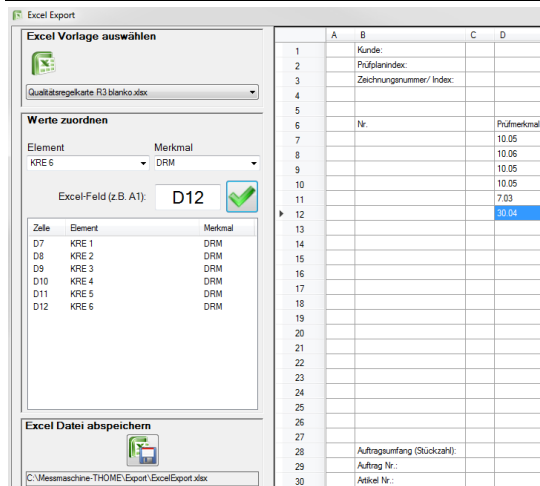 Excel Export
Excel Vorlage auswählen
Qualitätsregelkarte R3 blanko.xlsx
Werte zuordnen
Element Merkmal
KRE 6 DRM
Excel-Feld (z.B. A1): D12
Zelle Element Merkmal
D7 KRE 1 DRM
D8 KRE 2 DRM
D9 KRE 3 DRM
D10 KRE 4 DRM
D11 KRE 5 DRM
D12 KRE 6 DRM
Excel Datei abspeichern
C:\Messmaschine-THOME\Export\ExcelExport.xlsx
A B C D
1 Kunde:
2 Prüfplanindex:
3 Zeichnungsnummer/ Index:
4
5
6 Nr. Prüfmerkmal
7 10.05
8 10.06
9 10.05
10 10.05
11 7.03
12 30.04
13
14
15
16
17
18
19
20
21
22
23
24
25
26
27
28 Auftragsumfang (Stückzahl):
29 Auftrag Nr.:
30 Artikel Nr.: